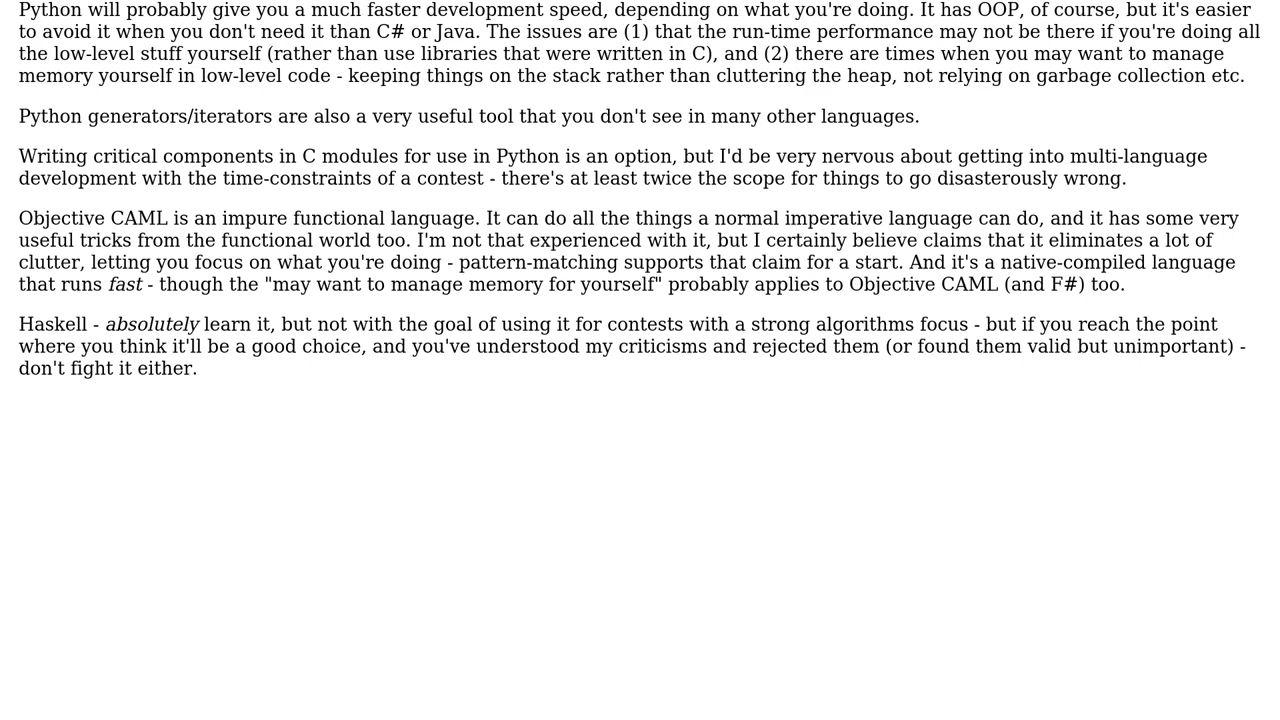 Python will probably give you a much faster development speed, depending on what you're doing. It has OOP, of course, but it's easier
to avoid it when you don't need it than C# or Java. The issues are (1) that the run-time performance may not be there if you're doing all
the low-level stuff yourself (rather than use libraries that were written in C), and (2) there are times when you may want to manage
memory yourself in low-level code - keeping things on the stack rather than cluttering the heap, not relying on garbage collection etc.
Python generators/iterators are also a very useful tool that you don't see in many other languages.
Writing critical components in C modules for use in Python is an option, but I'd be very nervous about getting into multi-language
development with the time-constraints of a contest - there's at least twice the scope for things to go disasterously wrong.
Objective CAML is an impure functional language. It can do all the things a normal imperative language can do, and it has some very
useful tricks from the functional world too. I'm not that experienced with it, but I certainly believe claims that it eliminates a lot of
clutter, letting you focus on what you're doing - pattern-matching supports that claim for a start. And it's a native-compiled language
that runs fast - though the "may want to manage memory for yourself" probably applies to Objective CAML (and F#) too.
Haskell - absolutely learn it, but not with the goal of using it for contests with a strong algorithms focus - but if you reach the point
where you think it'll be a good choice, and you've understood my criticisms and rejected them (or found them valid but unimportant) -
don't fight it either.